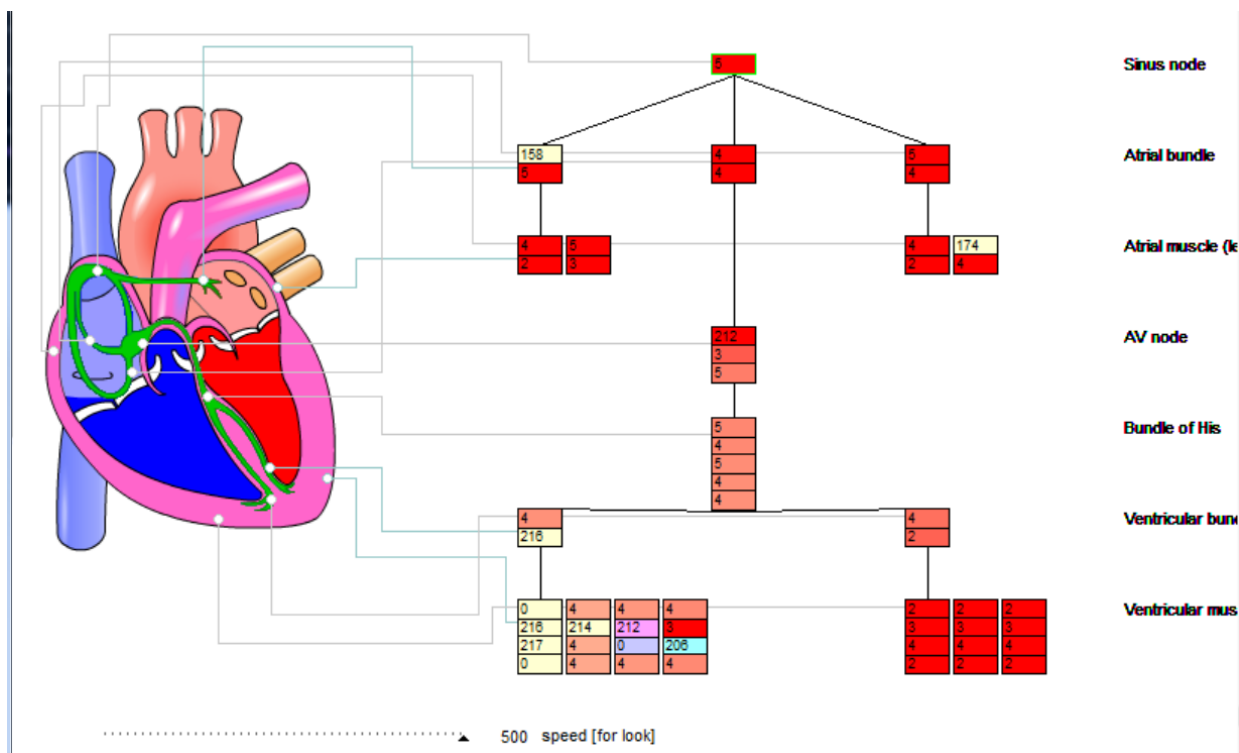 5 Sinus node
158 4 5 Atrial bundle
5 4 4
4 5 4 174 Atrial muscle (le
2 3 2 4
212 AV node
3
5
5 Bundle of His
4
5
4
4
4 4 Ventricular bun
216 2
0 4 4 4 2 2 2 Ventricular mus
216 214 212 3 3 3 3
217 4 0 206 4 4 4
0 4 4 4 2 2 2
500 speed [for look]